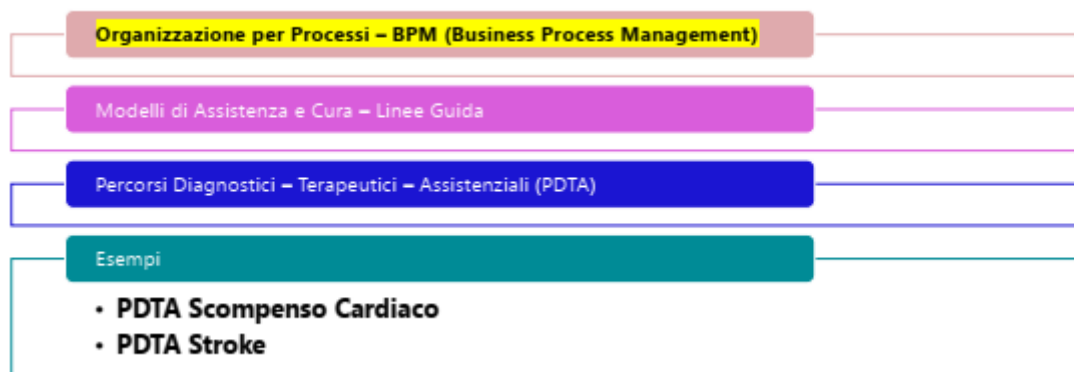 Organizzazione per Processi – BPM (Business Process Management)
Modelli di Assistenza e Cura – Linee Guida
Percorsi Diagnostici – Terapeutici – Assistenziali (PDTA)
Esempi
• PDTA Scompenso Cardiaco
• PDTA Stroke